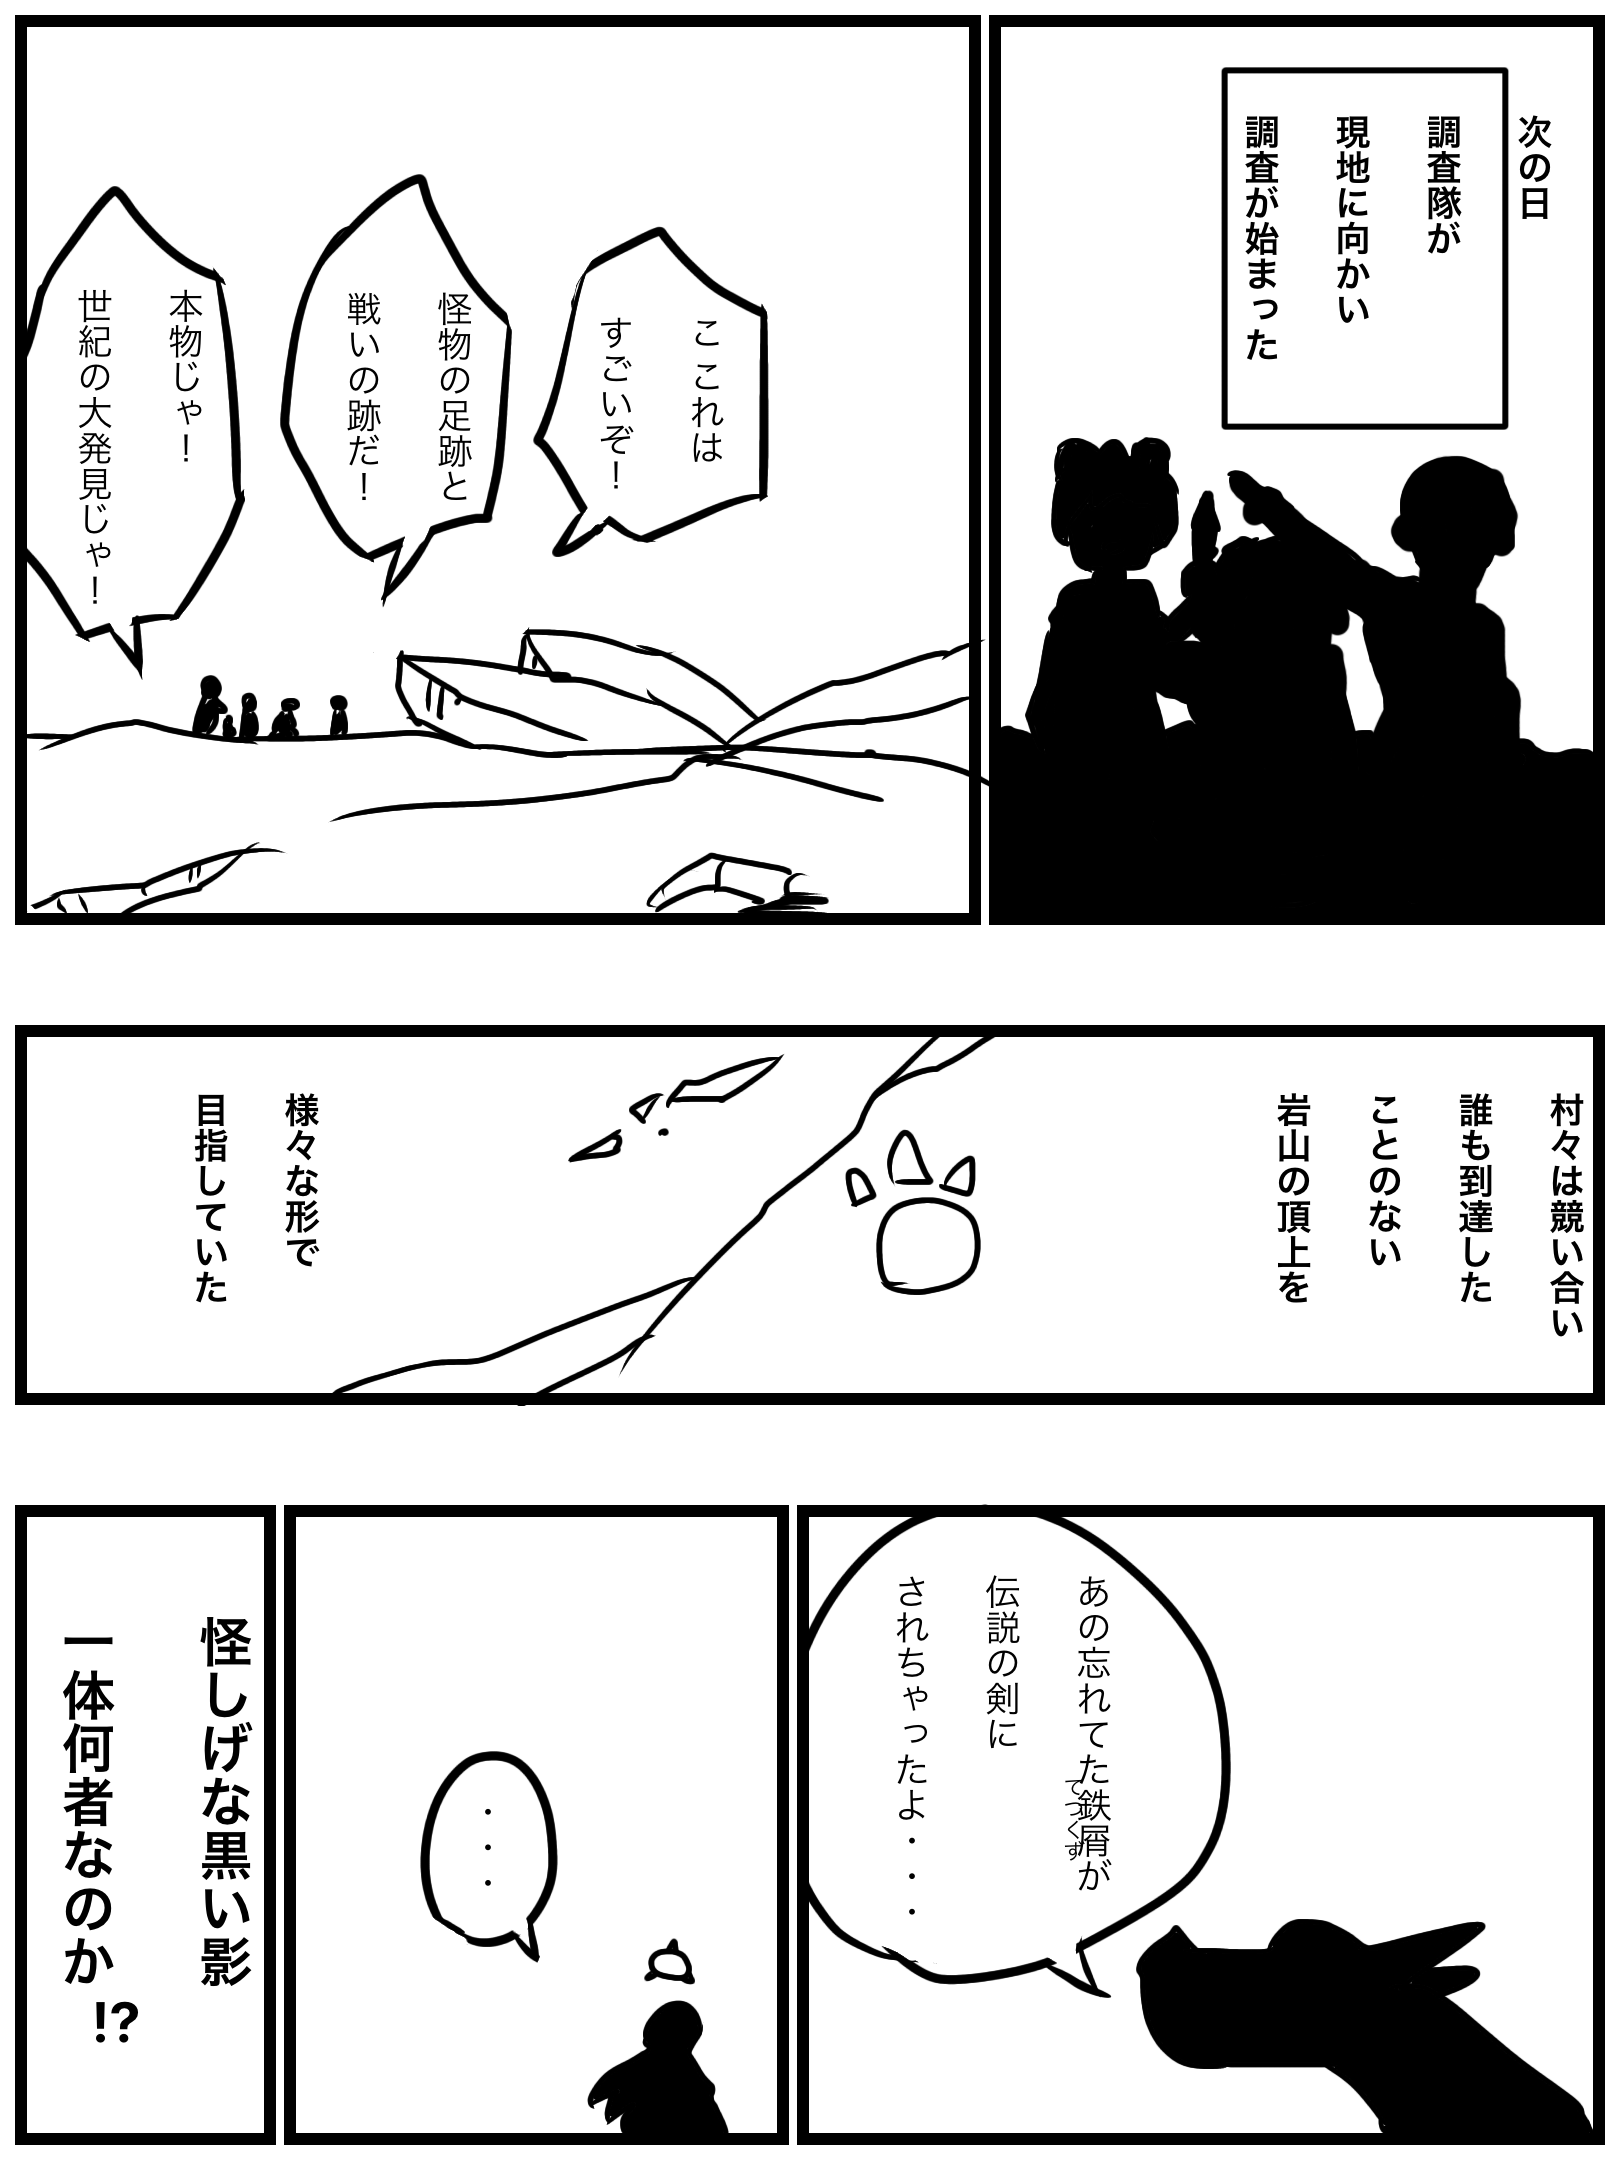 次の日
調査隊が
現地に向かい
調査が始まった
こ これは
すごいぞ！
怪物の足跡と
戦いの跡だ！
本物じゃ！
世紀の大発見じゃ！
村々は競い合い
誰も到達した
ことのない
岩山の頂上を
様々な形で
目指していた
あの忘れてた鉄屑が
てつくず
伝説の剣に
されちゃったよ・・・
・・・
怪しげな黒い影
一体何者なのか
!?